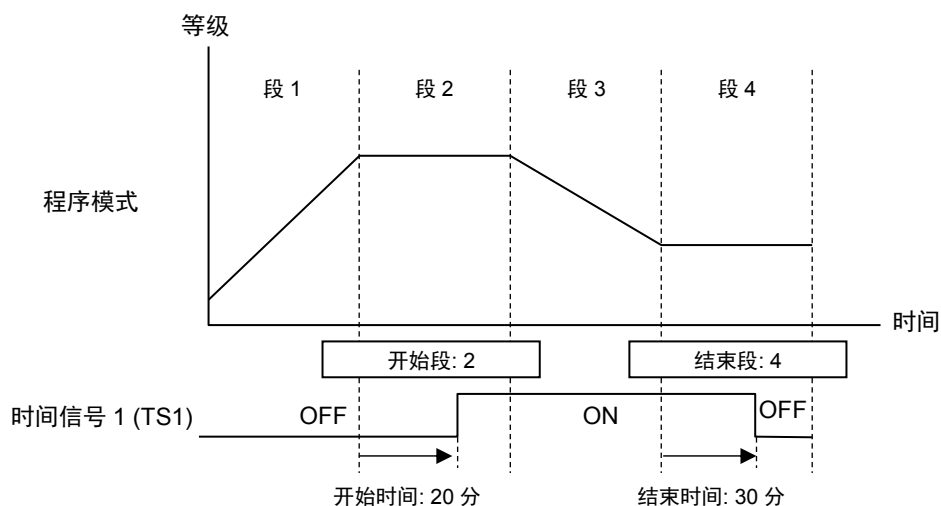 等级
段 1
段 2
段 3
段 4
程序模式
时间
开始段: 2
结束段: 4
时间信号 1 (TS1)
OFF
ON
OFF
开始时间: 20 分
结束时间: 30 分